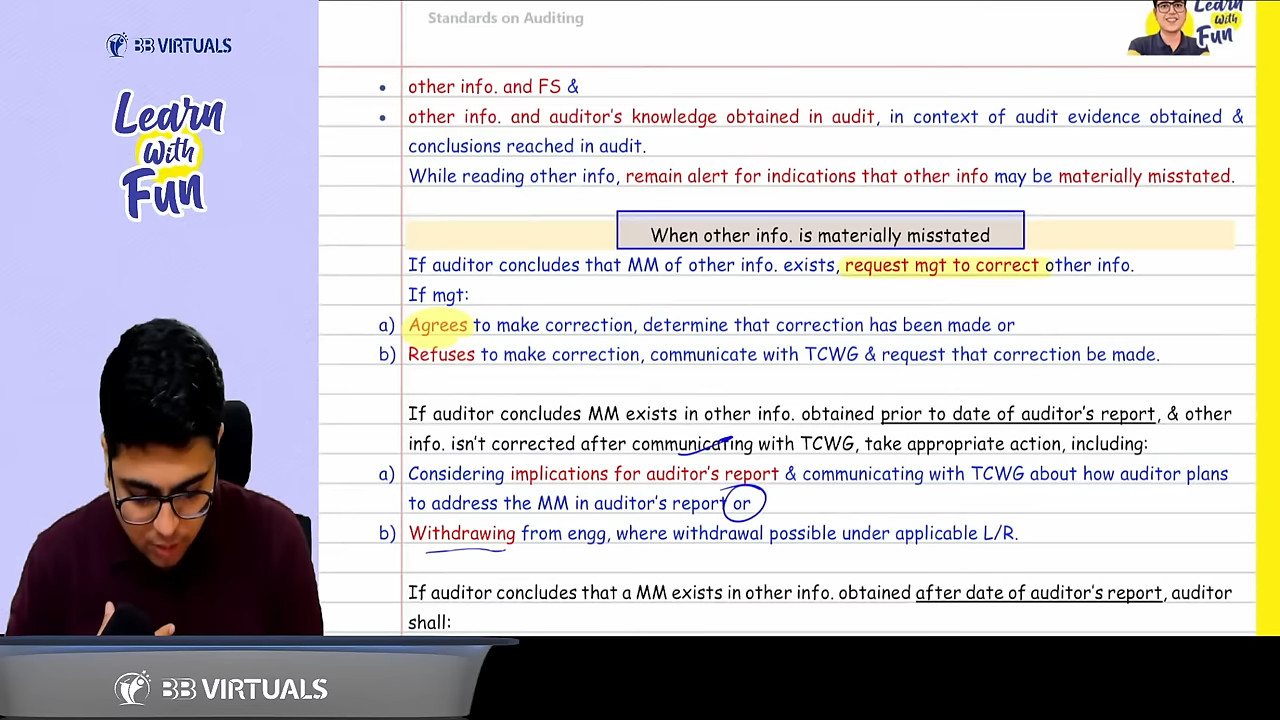 Standards on Auditing
Learn
With
Fun
BB VIRTUALS
Learn
With
Fun
• other info. and FS &
• other info. and auditor's knowledge obtained in audit, in context of audit evidence obtained &
conclusions reached in audit.
While reading other info, remain alert for indications that other info may be materially misstated.
When other info. is materially misstated
If auditor concludes that MM of other info. exists, request mgt to correct other info.
If mgt:
a) Agrees to make correction, determine that correction has been made or
b) Refuses to make correction, communicate with TCWG & request that correction be made.
If auditor concludes MM exists in other info. obtained prior to date of auditor's report, & other
info. isn't corrected after communicating with TCWG, take appropriate action, including:
a) Considering implications for auditor's report & communicating with TCWG about how auditor plans
to address the MM in auditor's report or
b) Withdrawing from engg, where withdrawal possible under applicable L/R.
If auditor concludes that a MM exists in other info. obtained after date of auditor's report, auditor
shall:
BB VIRTUALS